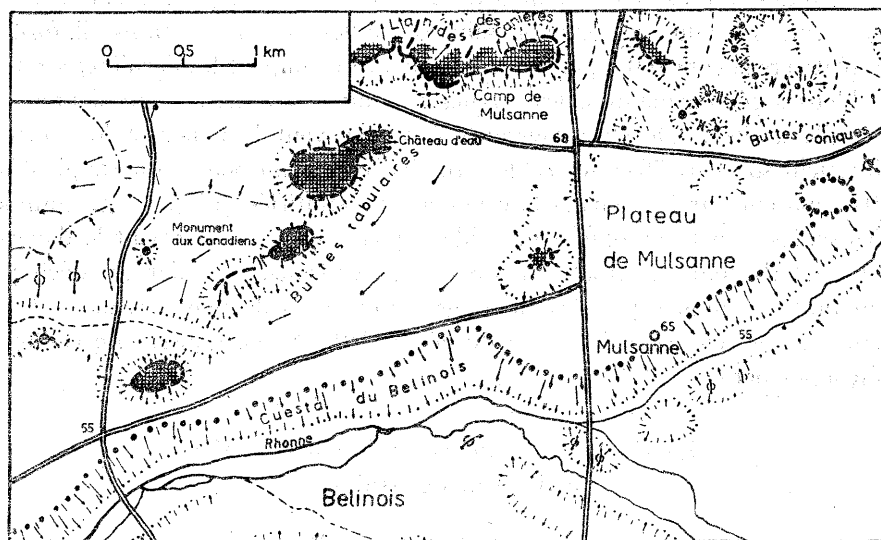 0 0,5 1 km
Landes des
Canières
Camp de
Mulsanne
68
Château d'eau
Buttes coniques
Buttes tabulaires
Monument
aux Canadiens
Plateau
de Mulsanne
65
55
Mulsanne
Cuesta du Belinois
55
Rhonne
Belinois